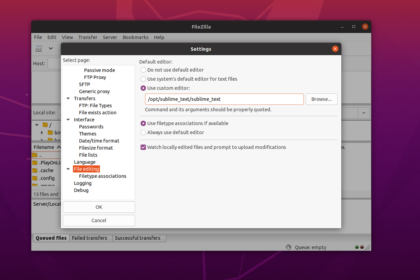 FileZilla
File Edit View Transfer Server Bookmarks Help
Host:
Settings
Select page:
Passive mode
FTP Proxy
SFTP
Generic proxy
Transfers
FTP: File Types
File exists action
Interface
Passwords
Themes
Date/time format
Filesize format
File lists
Language
File editing
Filetype associations
Logging
Debug
OK
Cancel
Default editor:
Do not use default editor
Use system's default editor for text files
Use custom editor:
/opt/sublime_text/sublime_text
Browse...
Command and its arguments should be properly quoted.
Use filetype associations if available
Always use default editor
Watch locally edited files and prompt to upload modifications
Local site:
Filename
..
.PlayOnL
.cache
.config
Server/Local
Queued files Failed transfers Successful transfers
Queue: empty